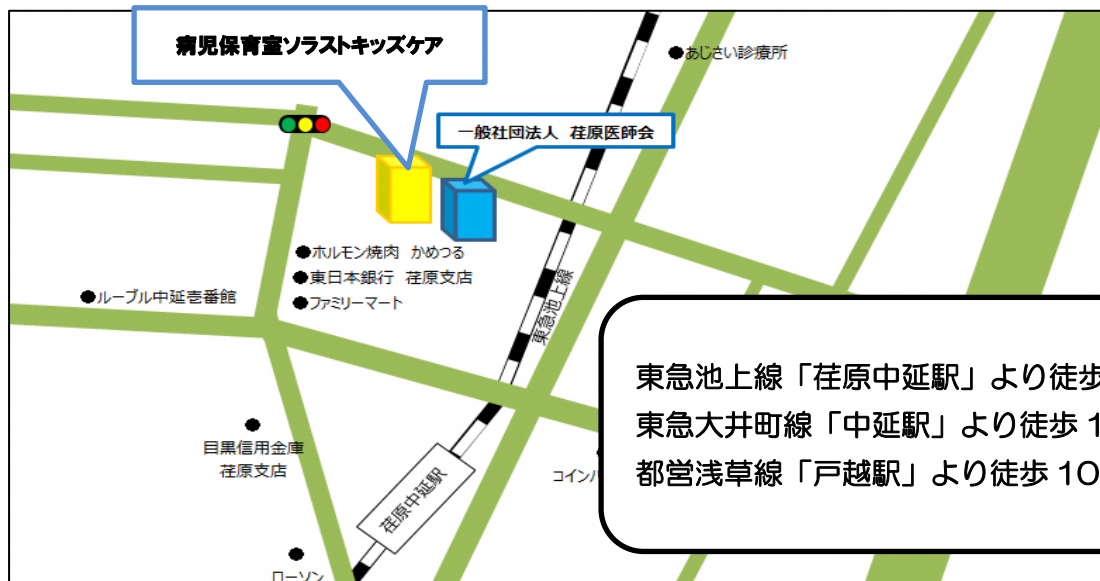 病児保育室ソラストキッズケア
●あじさい診療所
一般社団法人 荏原医師会
●ホルモン焼肉 かめつる
●東日本銀行 荏原支店
●ファミリーマート
●ルーブル中延壱番館
東急池上線
東急池上線「荏原中延駅」より徒歩
東急大井町線「中延駅」より徒歩 1
都営浅草線「戸越駅」より徒歩 10
目黒信用金庫
荏原支店
コインパ
荏原中延駅
ローソン